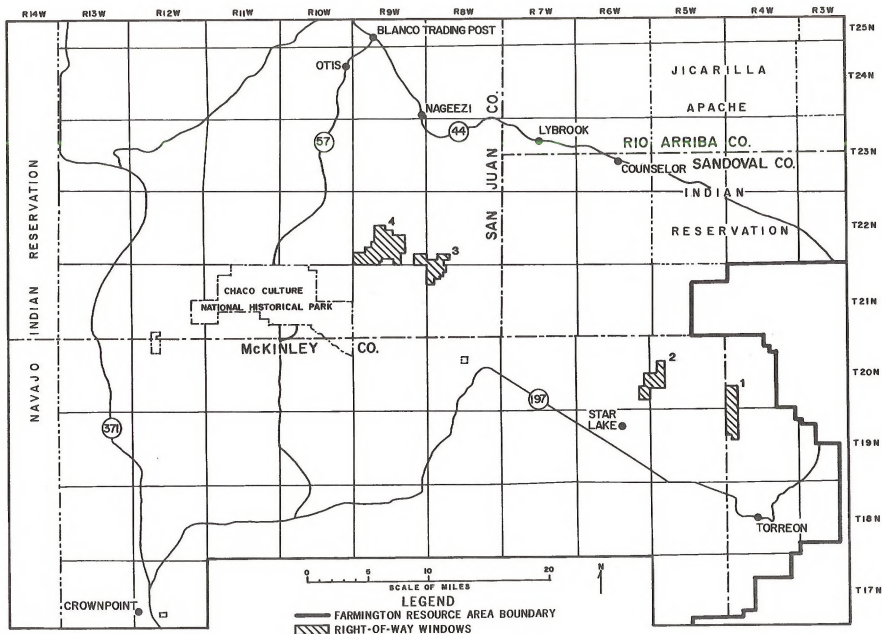 R14W R13W R12W R11W R10W R9W R8W R7W R6W R5W R4W R3W
T25N
BLANCO TRADING POST
OTIS
JICARILLA
T24N
NAGEEZI
APACHE
44
SAN JUAN CO.
LYBROOK
RIO ARRIBA CO.
57
T23N
COUNSELOR
SANDOVAL CO.
INDIAN
RESERVATION
T22N
4
3
NAVAJO INDIAN RESERVATION
CHACO CULTURE
NATIONAL HISTORICAL PARK
T21N
McKINLEY CO.
2
T20N
1
197
STAR
LAKE
371
T19N
T18N
TORREON
T17N
CROWNPOINT
0 5 10 20
SCALE OF MILES
N
LEGEND
FARMINGTON RESOURCE AREA BOUNDARY
RIGHT-OF-WAY WINDOWS